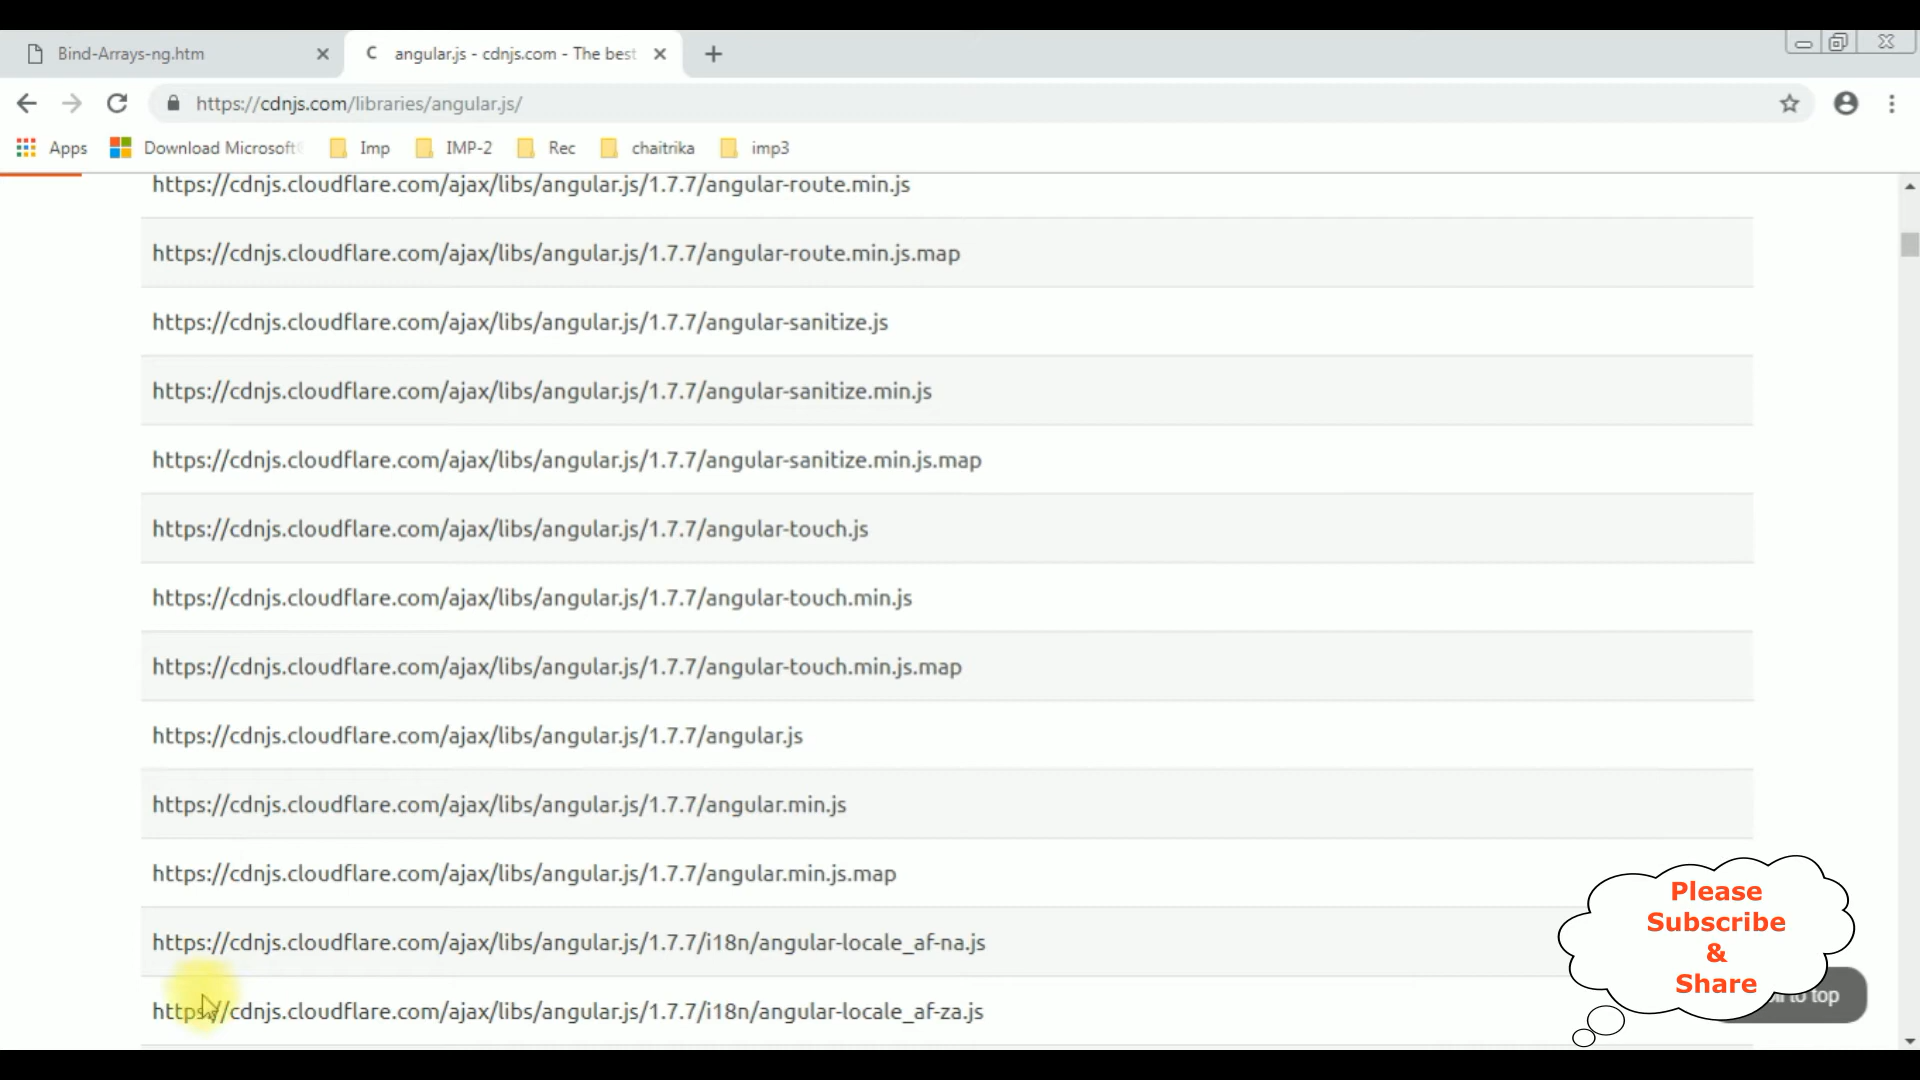 Bind-Arrays-ng.htm
angular.js - cdnjs.com - The best
https://cdnjs.com/libraries/angular.js/
Apps
Download Microsoft
Imp
IMP-2
Rec
chaitrika
imp3
https://cdnjs.cloudflare.com/ajax/libs/angular.js/1.7.7/angular-route.min.js
https://cdnjs.cloudflare.com/ajax/libs/angular.js/1.7.7/angular-route.min.js.map
https://cdnjs.cloudflare.com/ajax/libs/angular.js/1.7.7/angular-sanitize.js
https://cdnjs.cloudflare.com/ajax/libs/angular.js/1.7.7/angular-sanitize.min.js
https://cdnjs.cloudflare.com/ajax/libs/angular.js/1.7.7/angular-sanitize.min.js.map
https://cdnjs.cloudflare.com/ajax/libs/angular.js/1.7.7/angular-touch.js
https://cdnjs.cloudflare.com/ajax/libs/angular.js/1.7.7/angular-touch.min.js
https://cdnjs.cloudflare.com/ajax/libs/angular.js/1.7.7/angular-touch.min.js.map
https://cdnjs.cloudflare.com/ajax/libs/angular.js/1.7.7/angular.js
https://cdnjs.cloudflare.com/ajax/libs/angular.js/1.7.7/angular.min.js
https://cdnjs.cloudflare.com/ajax/libs/angular.js/1.7.7/angular.min.js.map
https://cdnjs.cloudflare.com/ajax/libs/angular.js/1.7.7/i18n/angular-locale_af-na.js
https://cdnjs.cloudflare.com/ajax/libs/angular.js/1.7.7/i18n/angular-locale_af-za.js
Please
Subscribe
&
Share
to top